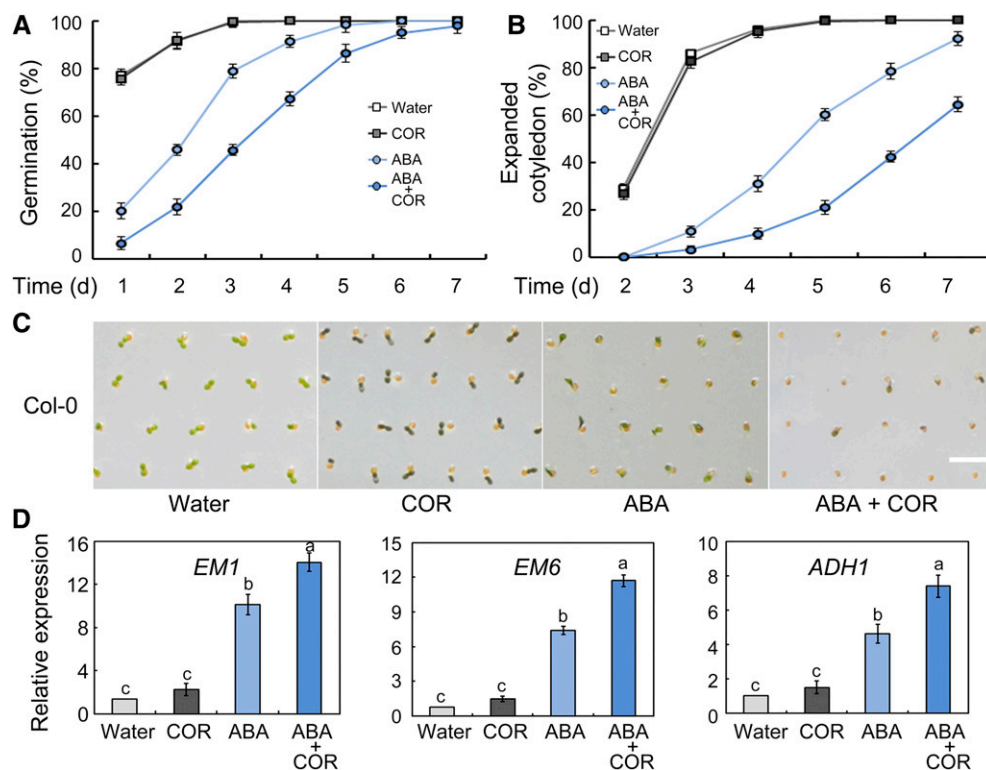 A
Germination (%)
100
80
60
40
20
0
Water
COR
ABA
ABA
+
COR
Time (d) 1 2 3 4 5 6 7
B
Expanded
cotyledon (%)
100
80
60
40
20
0
Water
COR
ABA
ABA
+
COR
Time (d) 2 3 4 5 6 7
C
Col-0
Water COR ABA ABA + COR
D
Relative expression
16
12
8
4
0
EM1
c c b a
Water COR ABA ABA
+
COR
15
12
9
6
3
0
EM6
c c b a
Water COR ABA ABA
+
COR
10
8
6
4
2
0
ADH1
c c b a
Water COR ABA ABA
+
COR